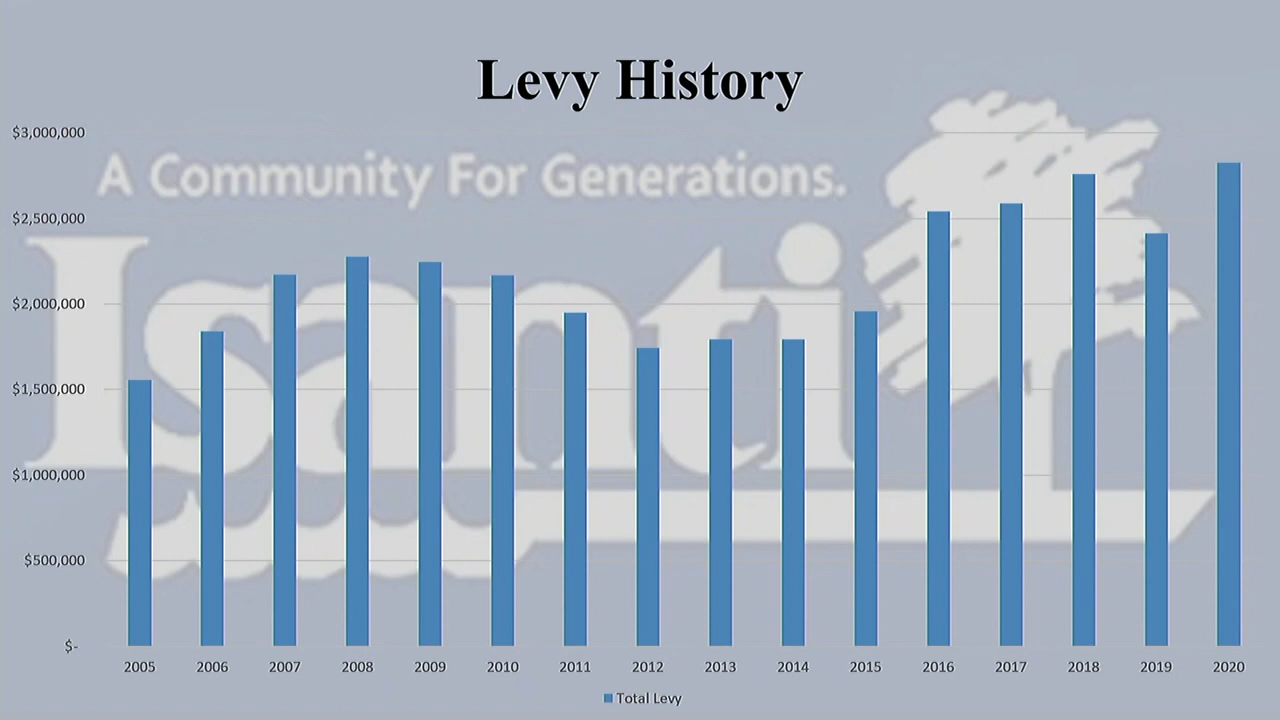 Levy History
A Community For Generations.
Isanti
$3,000,000
$2,500,000
$2,000,000
$1,500,000
$1,000,000
$500,000
$-
2005 2006 2007 2008 2009 2010 2011 2012 2013 2014 2015 2016 2017 2018 2019 2020
Total Levy